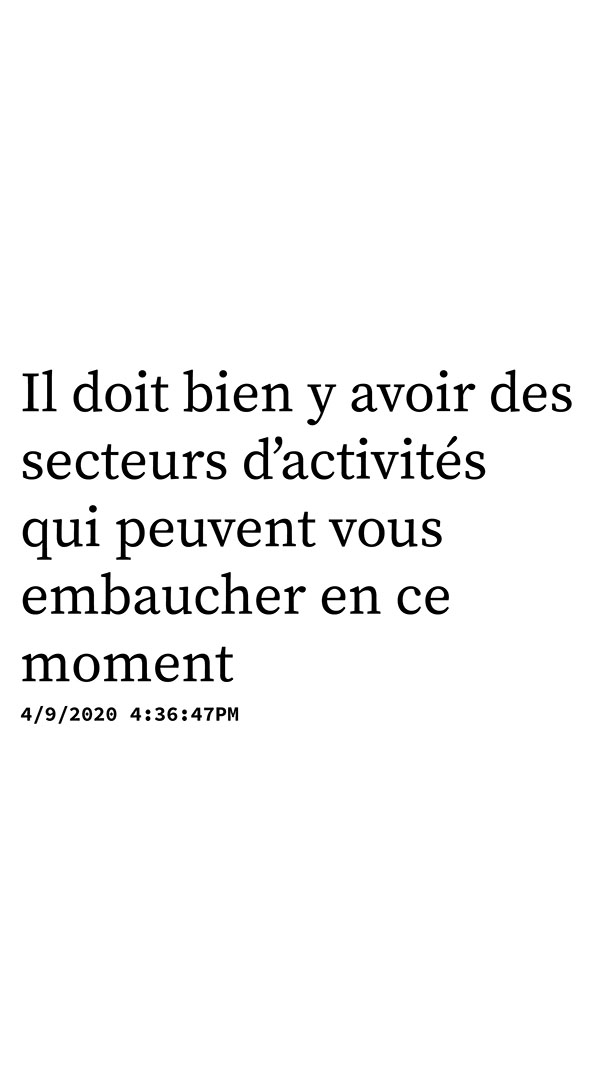 Il doit bien y avoir des
secteurs d’activités
qui peuvent vous
embaucher en ce
moment
4/9/2020 4:36:47PM